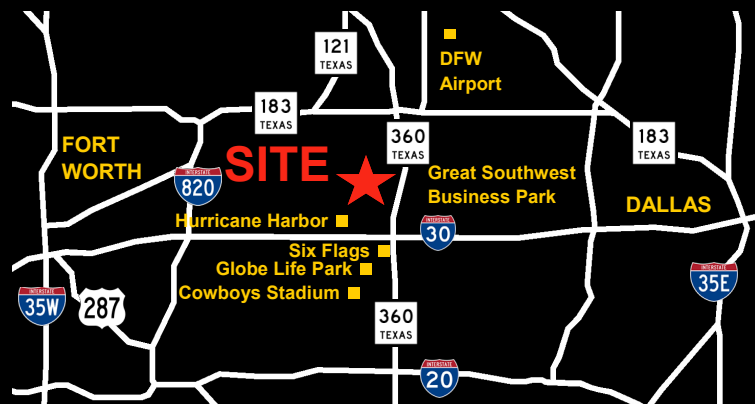 121
TEXAS
DFW
Airport
183
TEXAS
360
TEXAS
183
TEXAS
FORT
WORTH
SITE
INTERSTATE
820
Great Southwest
Business Park
DALLAS
Hurricane Harbor
INTERSTATE
30
Six Flags
Globe Life Park
INTERSTATE
35E
Cowboys Stadium
INTERSTATE
35W
287
360
TEXAS
INTERSTATE
20